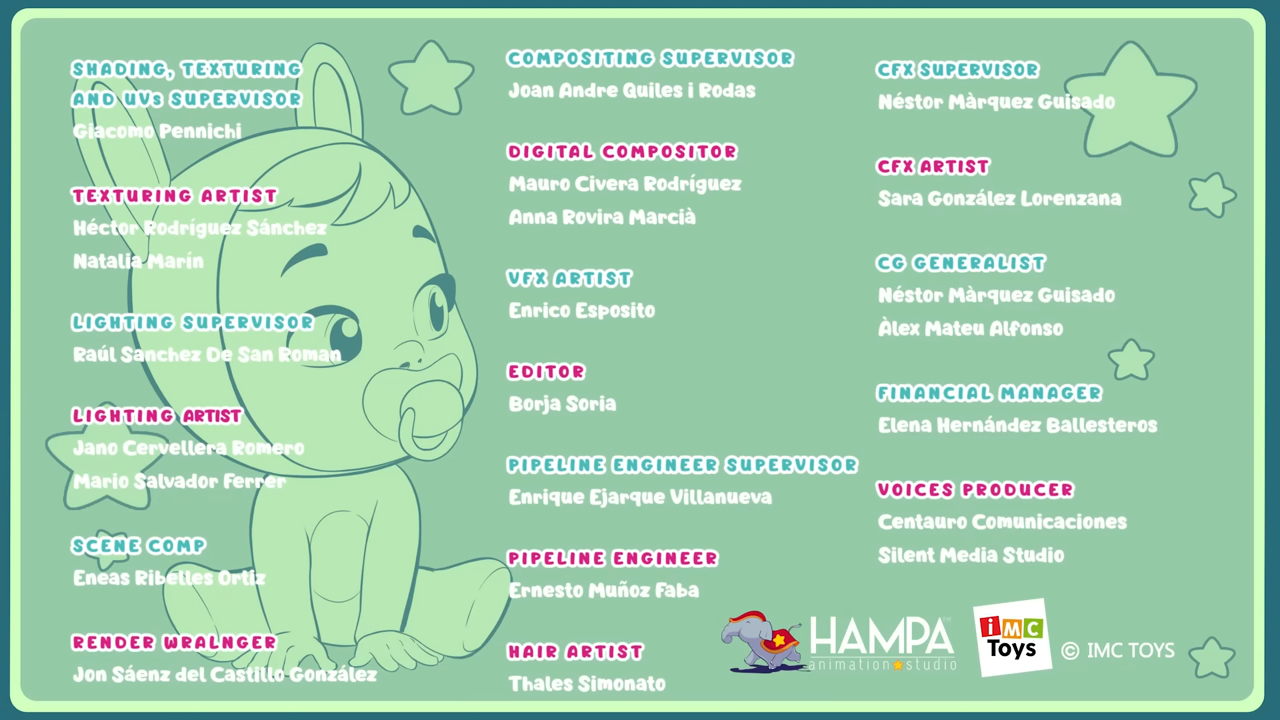 SHADING, TEXTURING
AND UVs SUPERVISOR
Giacomo Pennichi
TEXTURING ARTIST
Héctor Rodríguez Sánchez
Natalia Marín
LIGHTING SUPERVISOR
Raúl Sanchez De San Roman
LIGHTING ARTIST
Jano Cervellera Romero
Mario Salvador Ferrer
SCENE COMP
Eneas Ribelles Ortiz
RENDER WRALNGER
Jon Sáenz del Castillo González
COMPOSITING SUPERVISOR
Joan Andre Quiles i Rodas
DIGITAL COMPOSITOR
Mauro Civera Rodríguez
Anna Rovira Marcià
VFX ARTIST
Enrico Esposito
EDITOR
Borja Soria
PIPELINE ENGINEER SUPERVISOR
Enrique Ejarque Villanueva
PIPELINE ENGINEER
Ernesto Muñoz Faba
HAIR ARTIST
Thales Simonato
CFX SUPERVISOR
Néstor Màrquez Guisado
CFX ARTIST
Sara González Lorenzana
CG GENERALIST
Néstor Màrquez Guisado
Àlex Mateu Alfonso
FINANCIAL MANAGER
Elena Hernández Ballesteros
VOICES PRODUCER
Centauro Comunicaciones
Silent Media Studio
HAMPA
animation studio
imc
Toys
© IMC TOYS